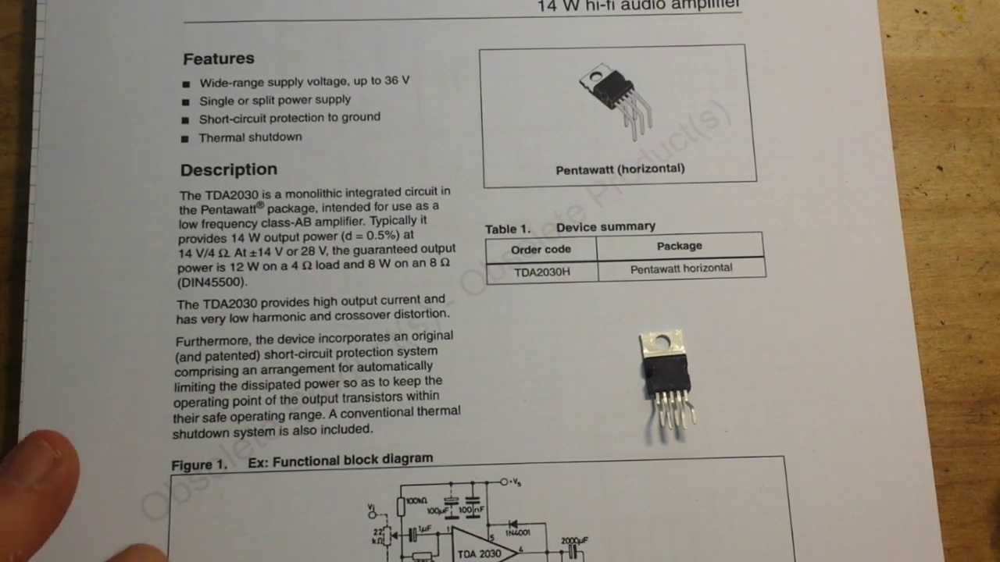 14 W hi-fi audio amplifier
Features
Wide-range supply voltage, up to 36 V
Single or split power supply
Short-circuit protection to ground
Thermal shutdown
Description
The TDA2030 is a monolithic integrated circuit in
the Pentawatt® package, intended for use as a
low frequency class-AB amplifier. Typically it
provides 14 W output power (d = 0.5%) at
14 V/4 Ω. At ±14 V or 28 V, the guaranteed output
power is 12 W on a 4 Ω load and 8 W on an 8 Ω
(DIN45500).
The TDA2030 provides high output current and
has very low harmonic and crossover distortion.
Furthermore, the device incorporates an original
(and patented) short-circuit protection system
comprising an arrangement for automatically
limiting the dissipated power so as to keep the
operating point of the output transistors within
their safe operating range. A conventional thermal
shutdown system is also included.
Pentawatt (horizontal)
Table 1. Device summary
Order code Package
TDA2030H Pentawatt horizontal
Obsolete Product(s) - Obsolete Product(s)
Figure 1. Ex: Functional block diagram
+Vs
100kΩ
100µF 100nF
Vi
22
kΩ
1µF
1
5
1N4001
TDA 2030
4
2000µF